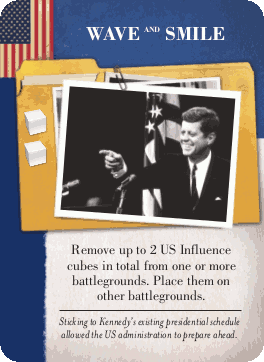 WAVE AND SMILE
Remove up to 2 US Influence
cubes in total from one or more
battlegrounds. Place them on
other battlegrounds.
Sticking to Kennedy's existing presidential schedule
allowed the US administration to prepare ahead.